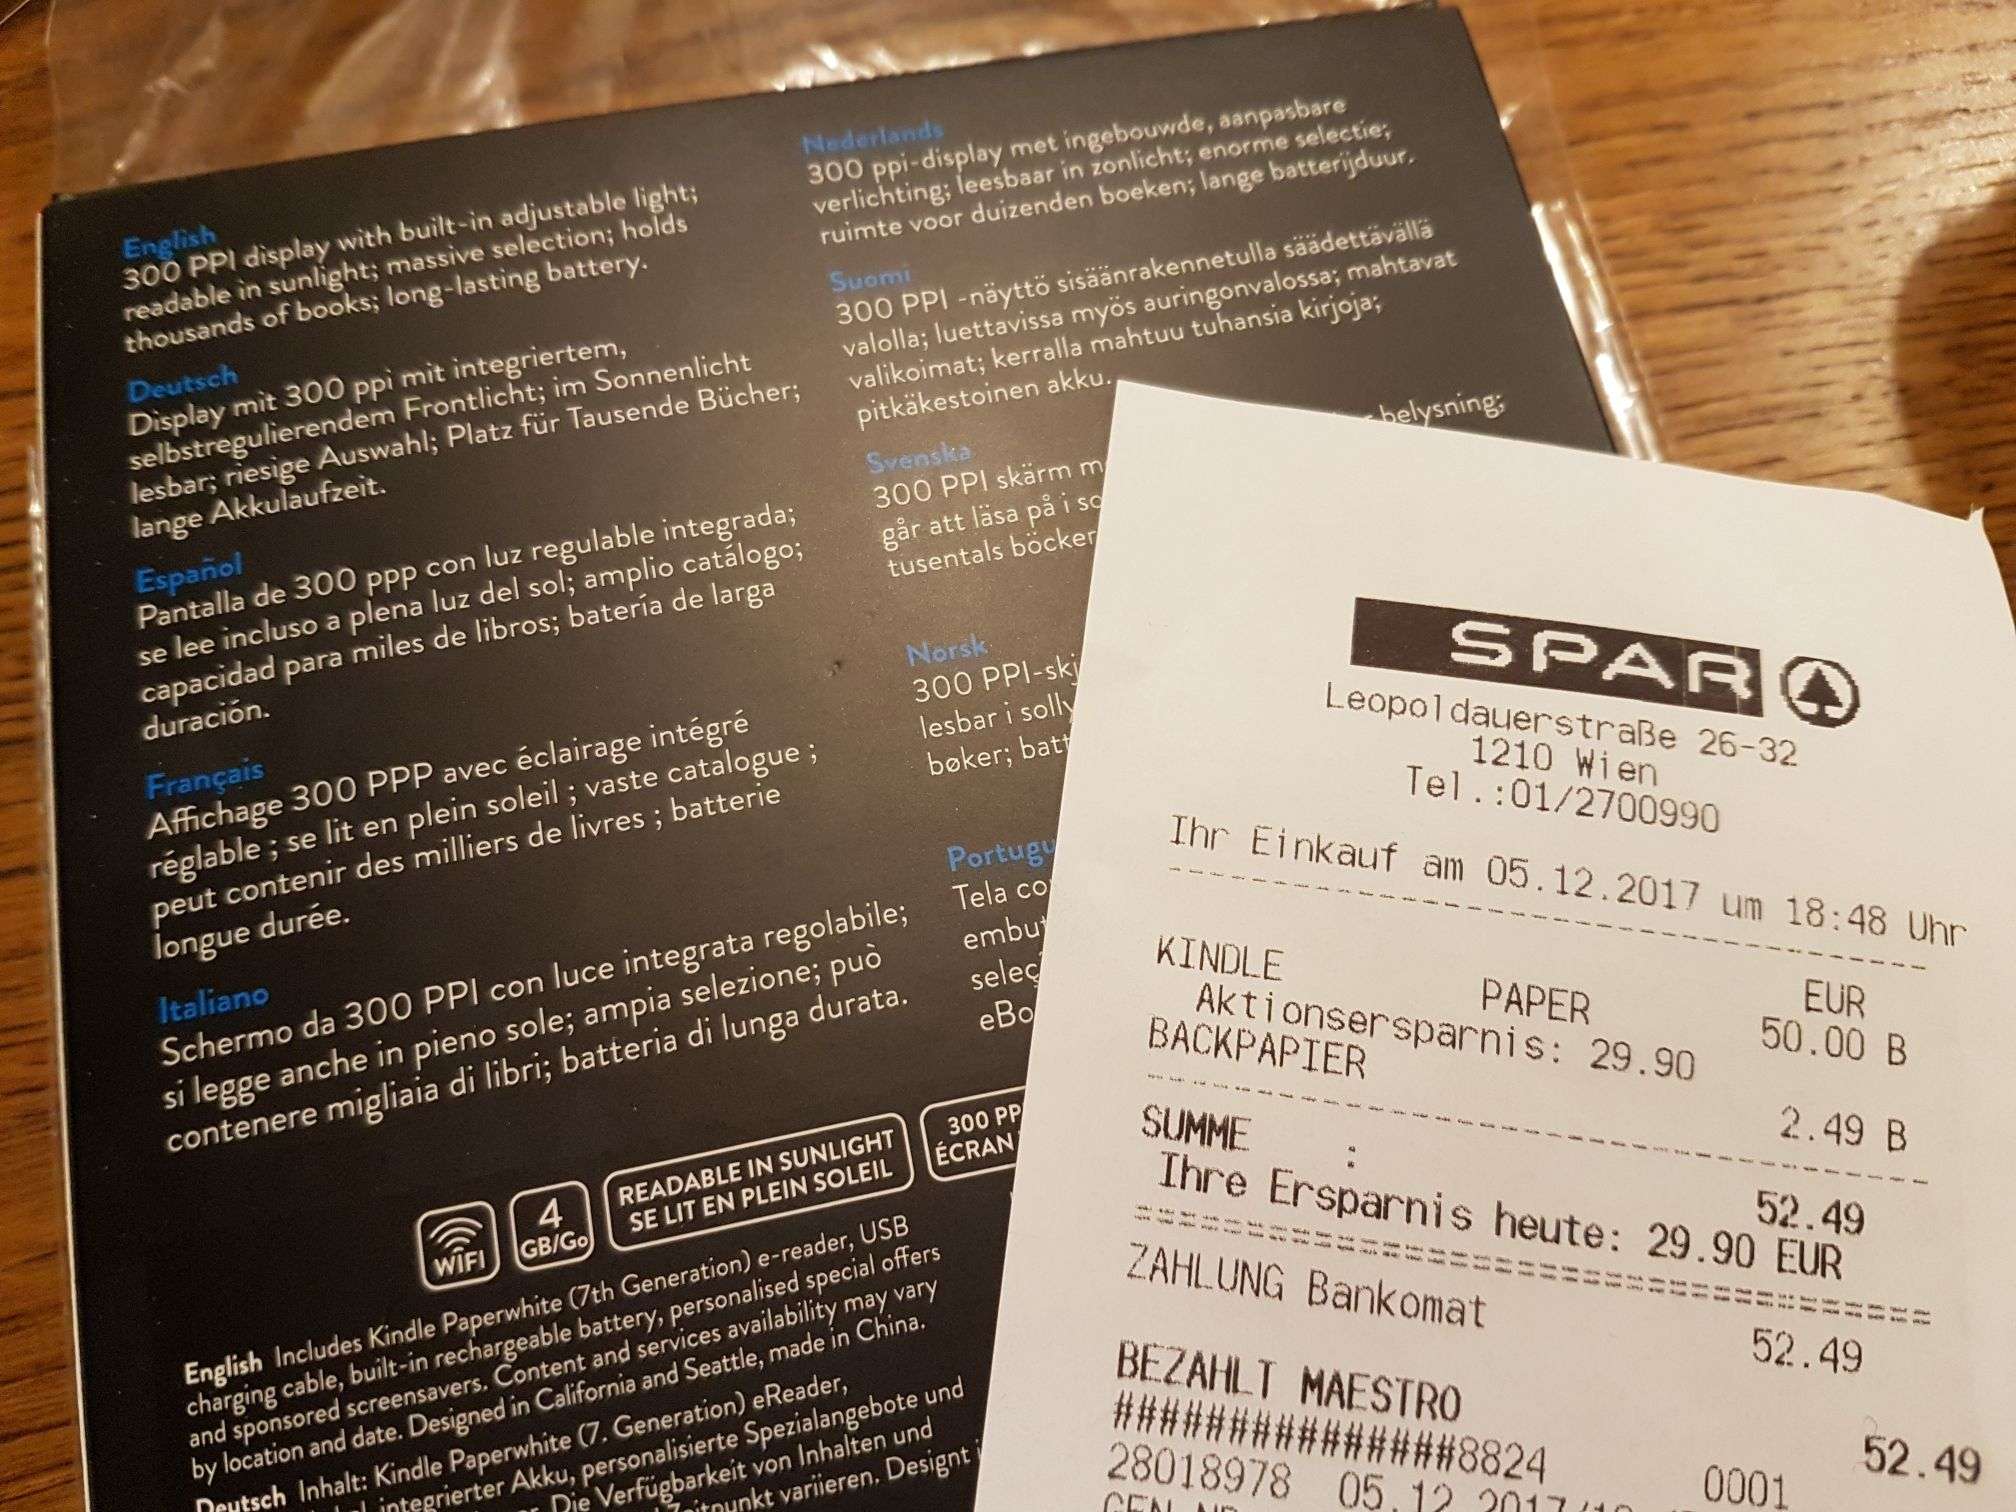 English
300 PPI display with built-in adjustable light;
readable in sunlight; massive selection; holds
thousands of books; long-lasting battery.
Deutsch
Display mit 300 ppi mit integriertem,
selbstregulierendem Frontlicht; im Sonnenlicht
lesbar; riesige Auswahl; Platz für Tausende Bücher;
lange Akkulaufzeit.
Español
Pantalla de 300 ppp con luz regulable integrada;
se lee incluso a plena luz del sol; amplio catálogo;
capacidad para miles de libros; batería de larga
duración.
Français
Affichage 300 PPP avec éclairage intégré
réglable ; se lit en plein soleil ; vaste catalogue ;
peut contenir des milliers de livres ; batterie
longue durée.
Italiano
Schermo da 300 PPI con luce integrata regolabile;
si legge anche in pieno sole; ampia selezione; può
contenere migliaia di libri; batteria di lunga durata.
Nederlands
300 ppi-display met ingebouwde, aanpasbare
verlichting; leesbaar in zonlicht; enorme selectie;
ruimte voor duizenden boeken; lange batterijduur.
Suomi
300 PPI -näyttö sisäänrakennetulla säädettävällä
valolla; luettavissa myös auringonvalossa; mahtavat
valikoimat; kerralla mahtuu tuhansia kirjoja;
pitkäkestoinen akku.
Svenska
300 PPI skärm belysning;
går att läsa på i
tusentals böcker
Norsk
300
lesbar i
bøker;
Tela
WiFi
4
GB/Go
READABLE IN SUNLIGHT
SE LIT EN PLEIN SOLEIL
300
ÉCRAN
English Includes Kindle Paperwhite (7th Generation) e-reader, USB
charging cable, built-in rechargeable battery, personalised special offers
and sponsored screensavers. Content and services availability may vary
by location and date. Designed in California and Seattle, made in China.
Deutsch Inhalt: Kindle Paperwhite (7. Generation) eReader,
integrierter Akku, personalisierte Spezialangebote und
Die Verfügbarkeit von Inhalten und
variieren. Designt
SPAR
Leopoldauerstraße 26-32
1210 Wien
Tel.:01/2700990
Ihr Einkauf am 05.12.2017 um 18:48 Uhr
EUR
KINDLE PAPER 50.00 B
Aktionsersparnis: 29.90
BACKPAPIER 2.49 B
SUMME : 52.49
Ihre Ersparnis heute: 29.90 EUR
ZAHLUNG Bankomat 52.49
BEZAHLT MAESTRO 52.49
###############8824 0001
28018978